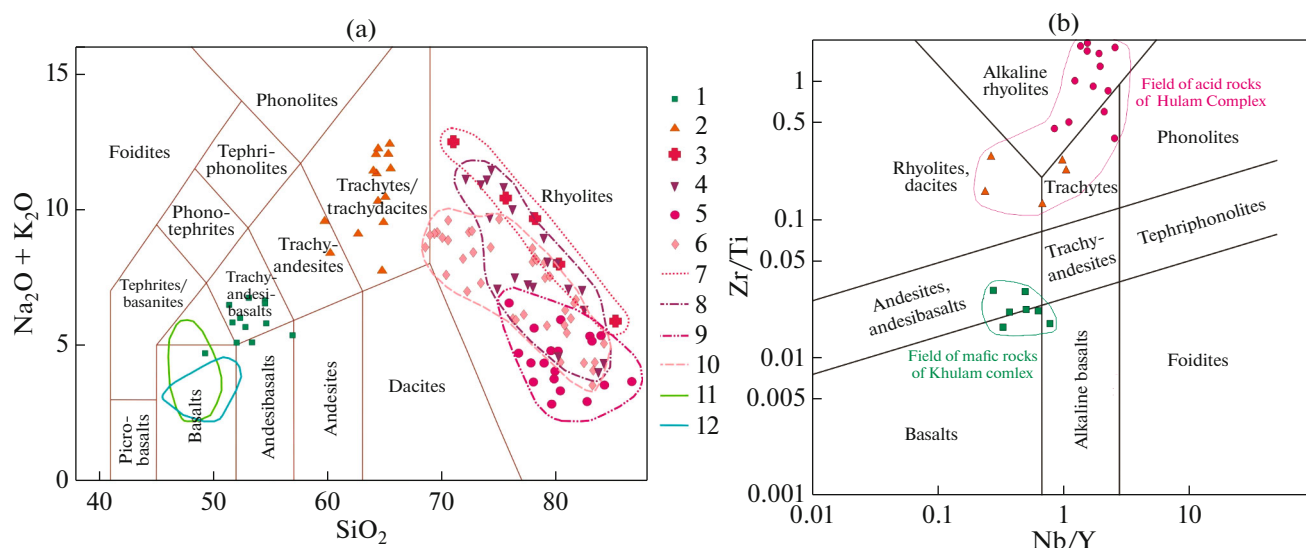 (a)
15
10
5
0
40
50
60
70
80
Na2O + K2O
SiO2
Foidites
Phonolites
Tephri-
phonolites
Phono-
tephrites
Tephrites/
basanites
Trachy-
andesi-
basalts
Trachy-
andesites
Trachytes/
trachydacites
Rhyolites
Picro-
basalts
Basalts
Andesibasalts
Andesites
Dacites
1
2
3
4
5
6
7
8
9
10
11
12
(b)
1
0.5
0.1
0.05
0.01
0.005
0.001
0.01
0.1
1
10
Zr/Ti
Nb/Y
Alkaline
rhyolites
Field of acid rocks
of Hulam Complex
Phonolites
Rhyolites,
dacites
Trachytes
Tephriphonolites
Trachy-
andesites
Andesites,
andesibasalts
Field of mafic rocks
of Khulam comlex
Foidites
Basalts
Alkaline basalts